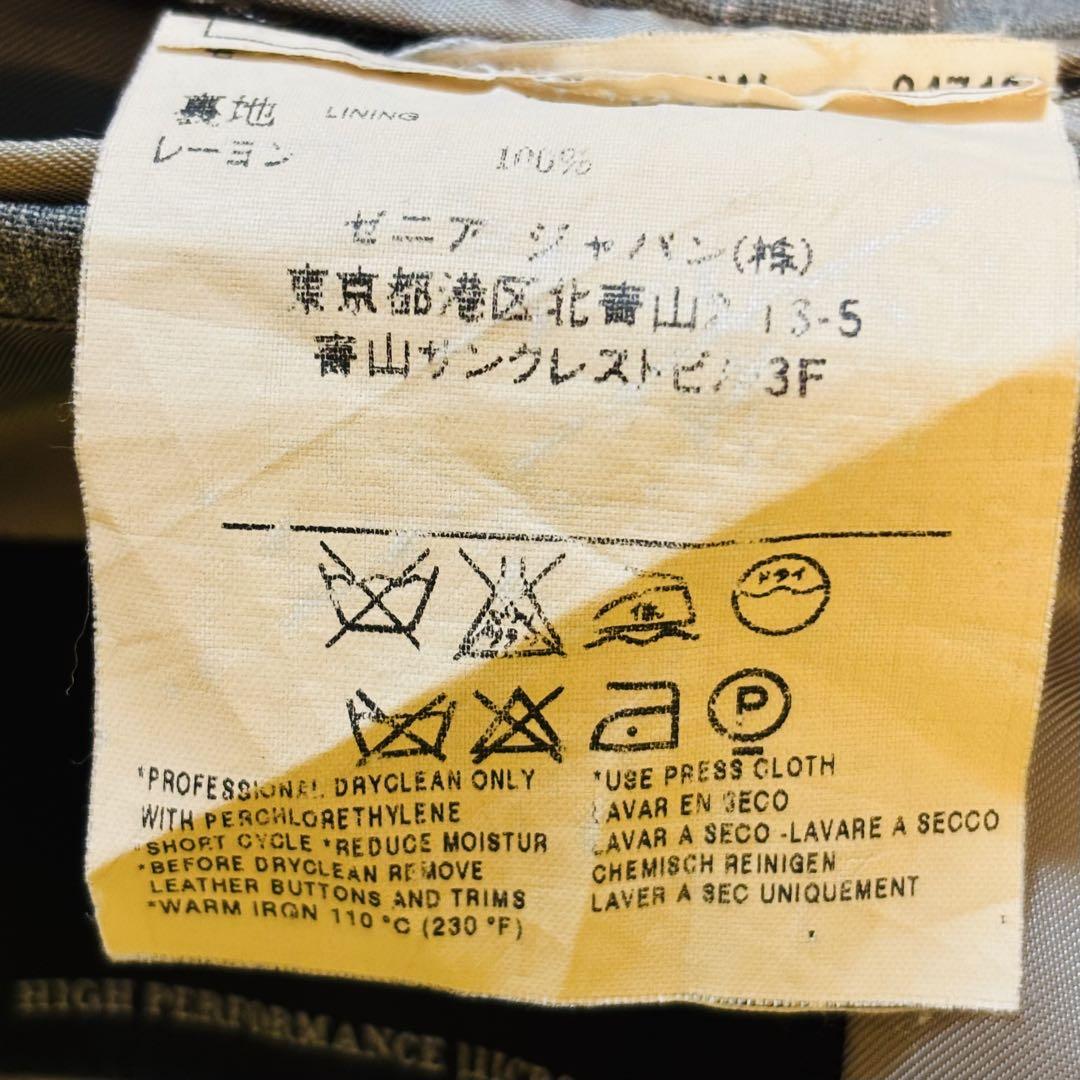 裏地 LINING
レーヨン 100%
ゼニア ジャパン(株)
東京都港区北青山2-13-5
青山サンクレストビル3F
ドライ
P
*PROFESSIONAL DRYCLEAN ONLY
WITH PERCHLORETHYLENE
*SHORT CYCLE *REDUCE MOISTUR
*BEFORE DRYCLEAN REMOVE
LEATHER BUTTONS AND TRIMS
*WARM IRON 110 °C (230 °F)
*USE PRESS CLOTH
LAVAR EN SECO
LAVAR A SECO -LAVARE A SECCO
CHEMISCH REINIGEN
LAVER A SEC UNIQUEMENT
HIGH PERFORMANCE